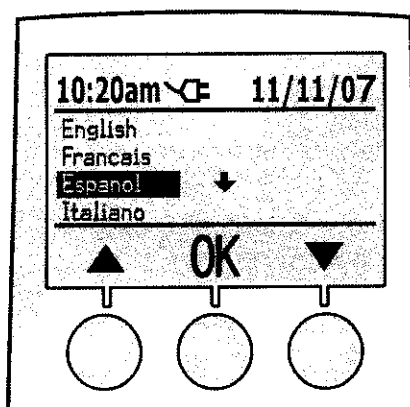 10:20am 11/11/07
English
Francais
Espanol
Italiano
OK